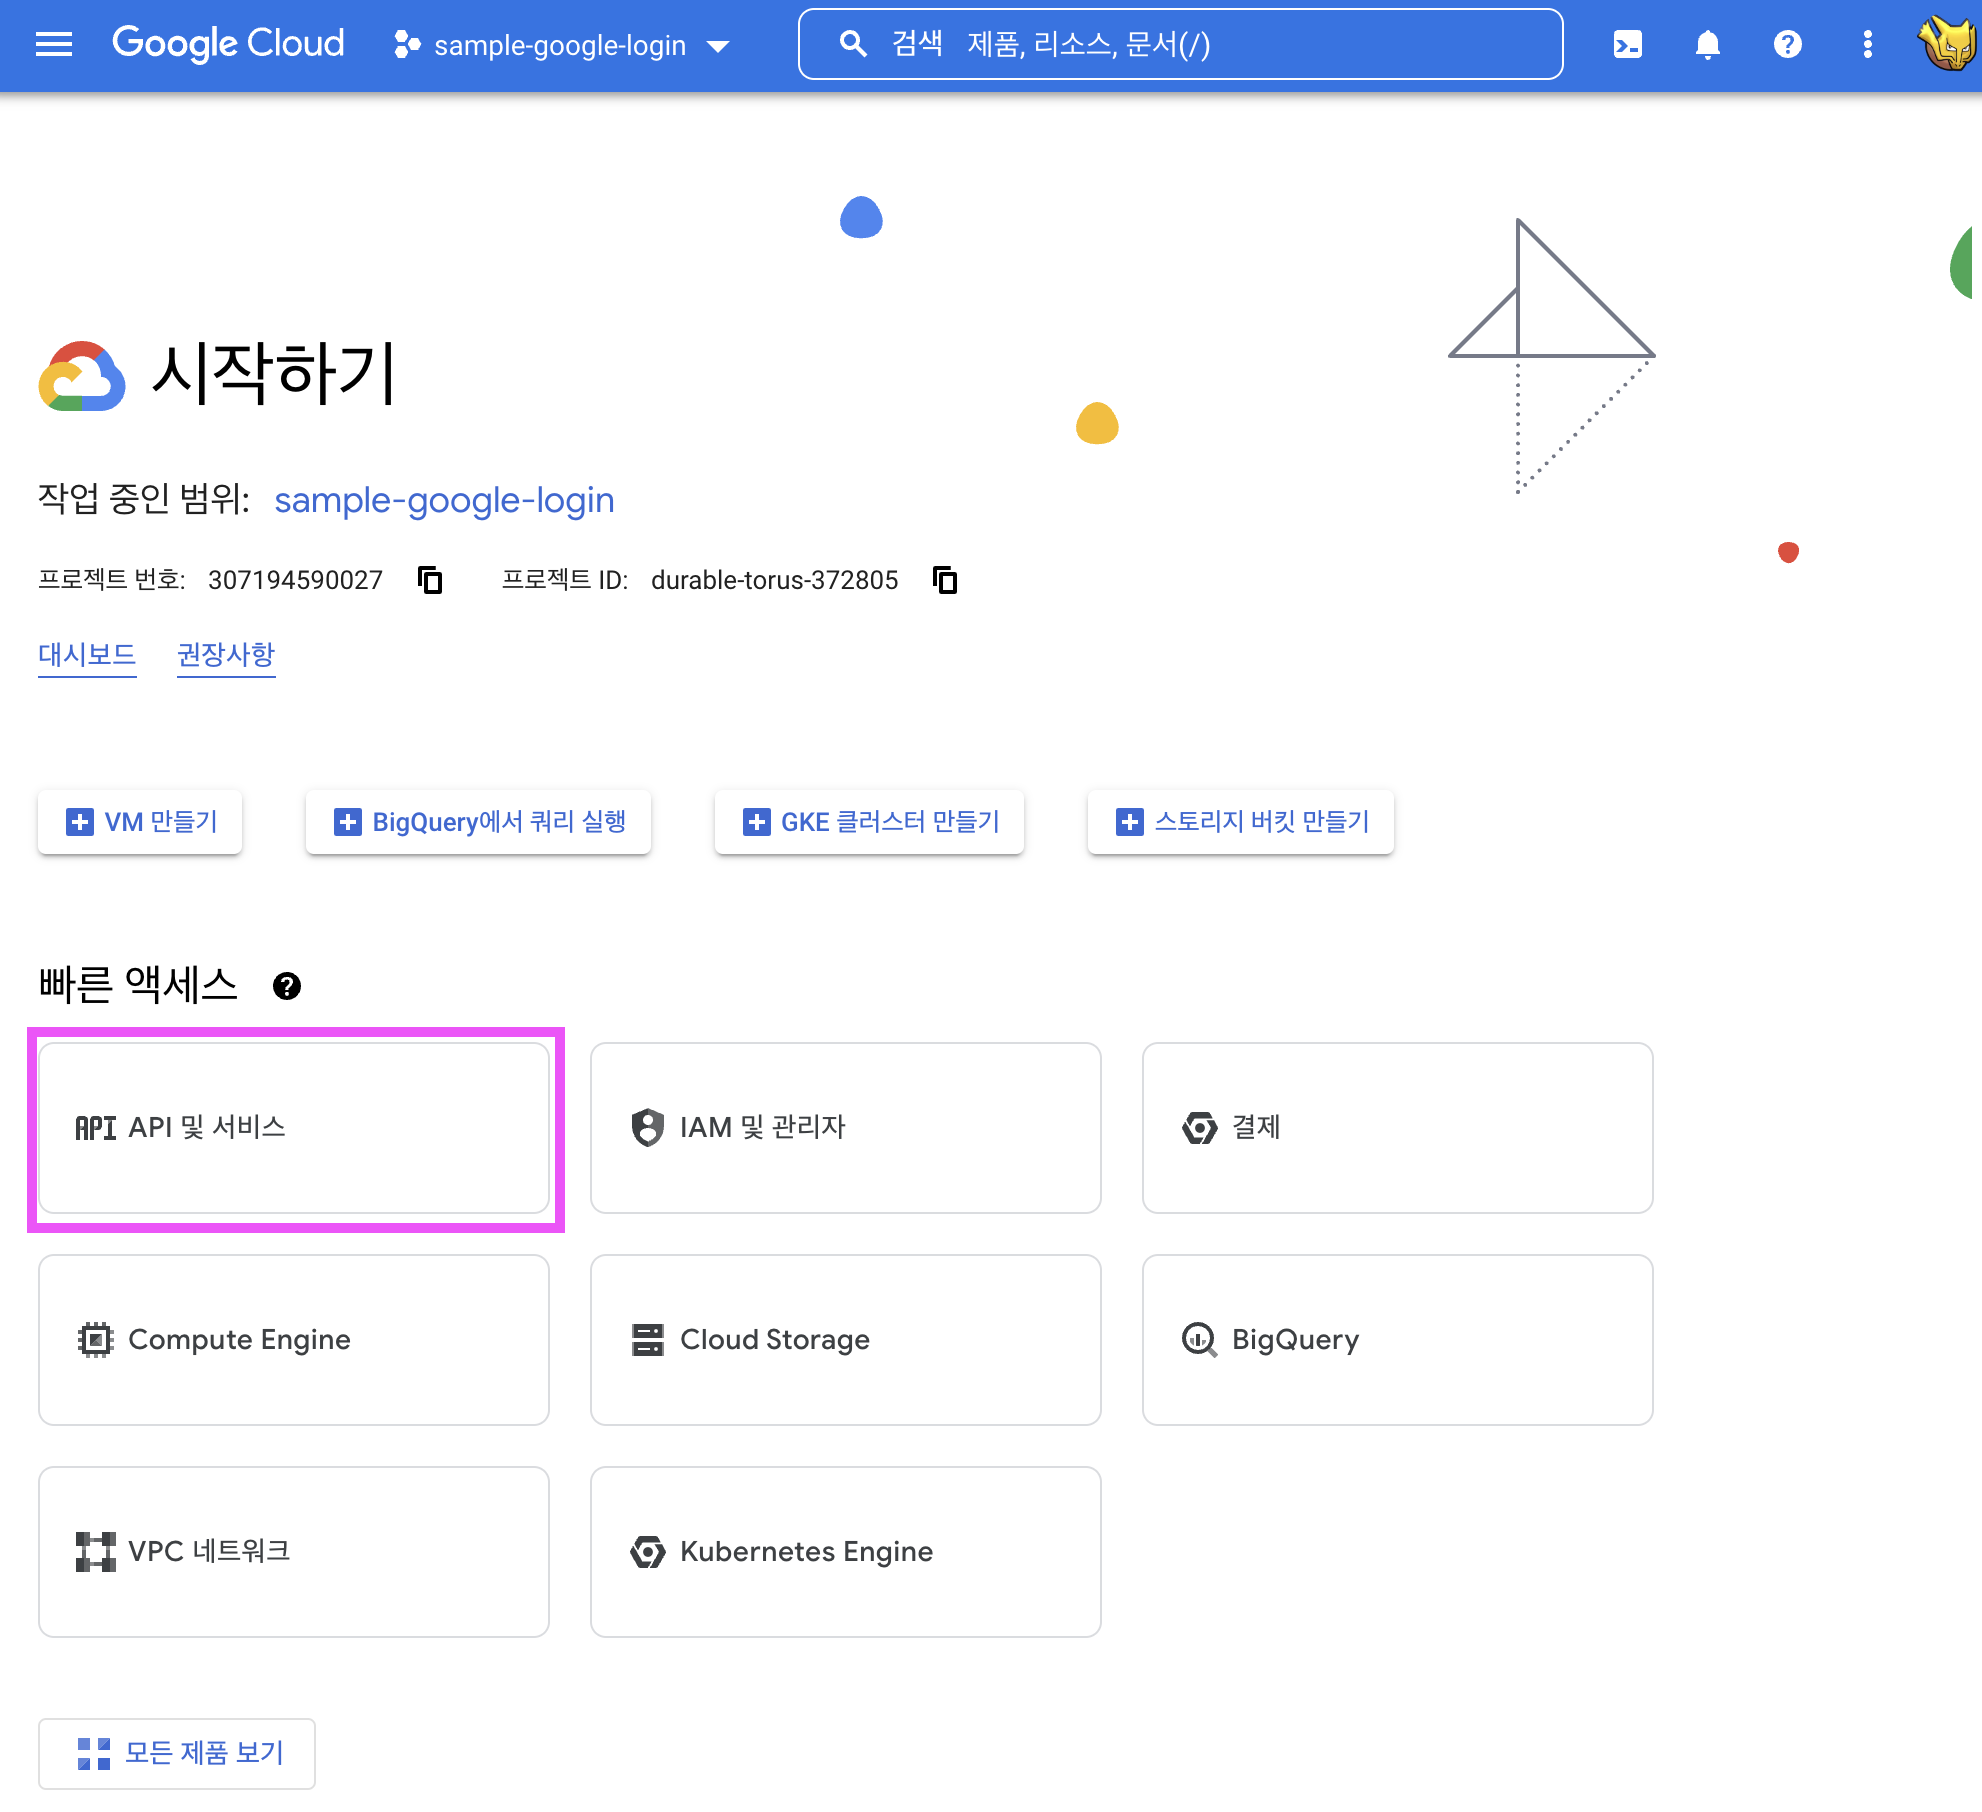 Google Cloud sample-google-login 검색 제품, 리소스, 문서(/)
시작하기
작업 중인 범위: sample-google-login
프로젝트 번호: 307194590027 프로젝트 ID: durable-torus-372805
대시보드 권장사항
VM 만들기 BigQuery에서 쿼리 실행 GKE 클러스터 만들기 스토리지 버킷 만들기
빠른 액세스
API API 및 서비스 IAM 및 관리자 결제
Compute Engine Cloud Storage BigQuery
VPC 네트워크 Kubernetes Engine
모든 제품 보기